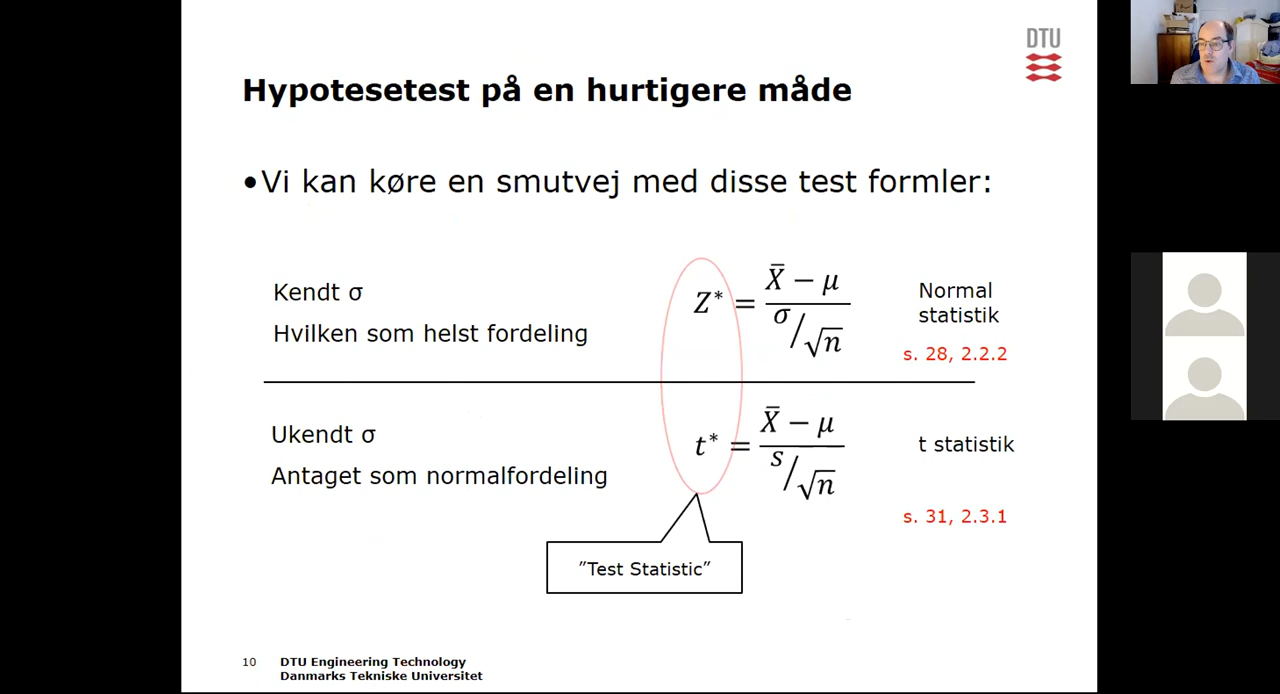 DTU
Hypotesetest på en hurtigere måde
•Vi kan køre en smutvej med disse test formler:
Kendt σ
Hvilken som helst fordeling
Z* = (X̄ − μ) / (σ/√n)
Normal
statistik
s. 28, 2.2.2
Ukendt σ
Antaget som normalfordeling
t* = (X̄ − μ) / (s/√n)
t statistik
s. 31, 2.3.1
”Test Statistic”
10
DTU Engineering Technology
Danmarks Tekniske Universitet